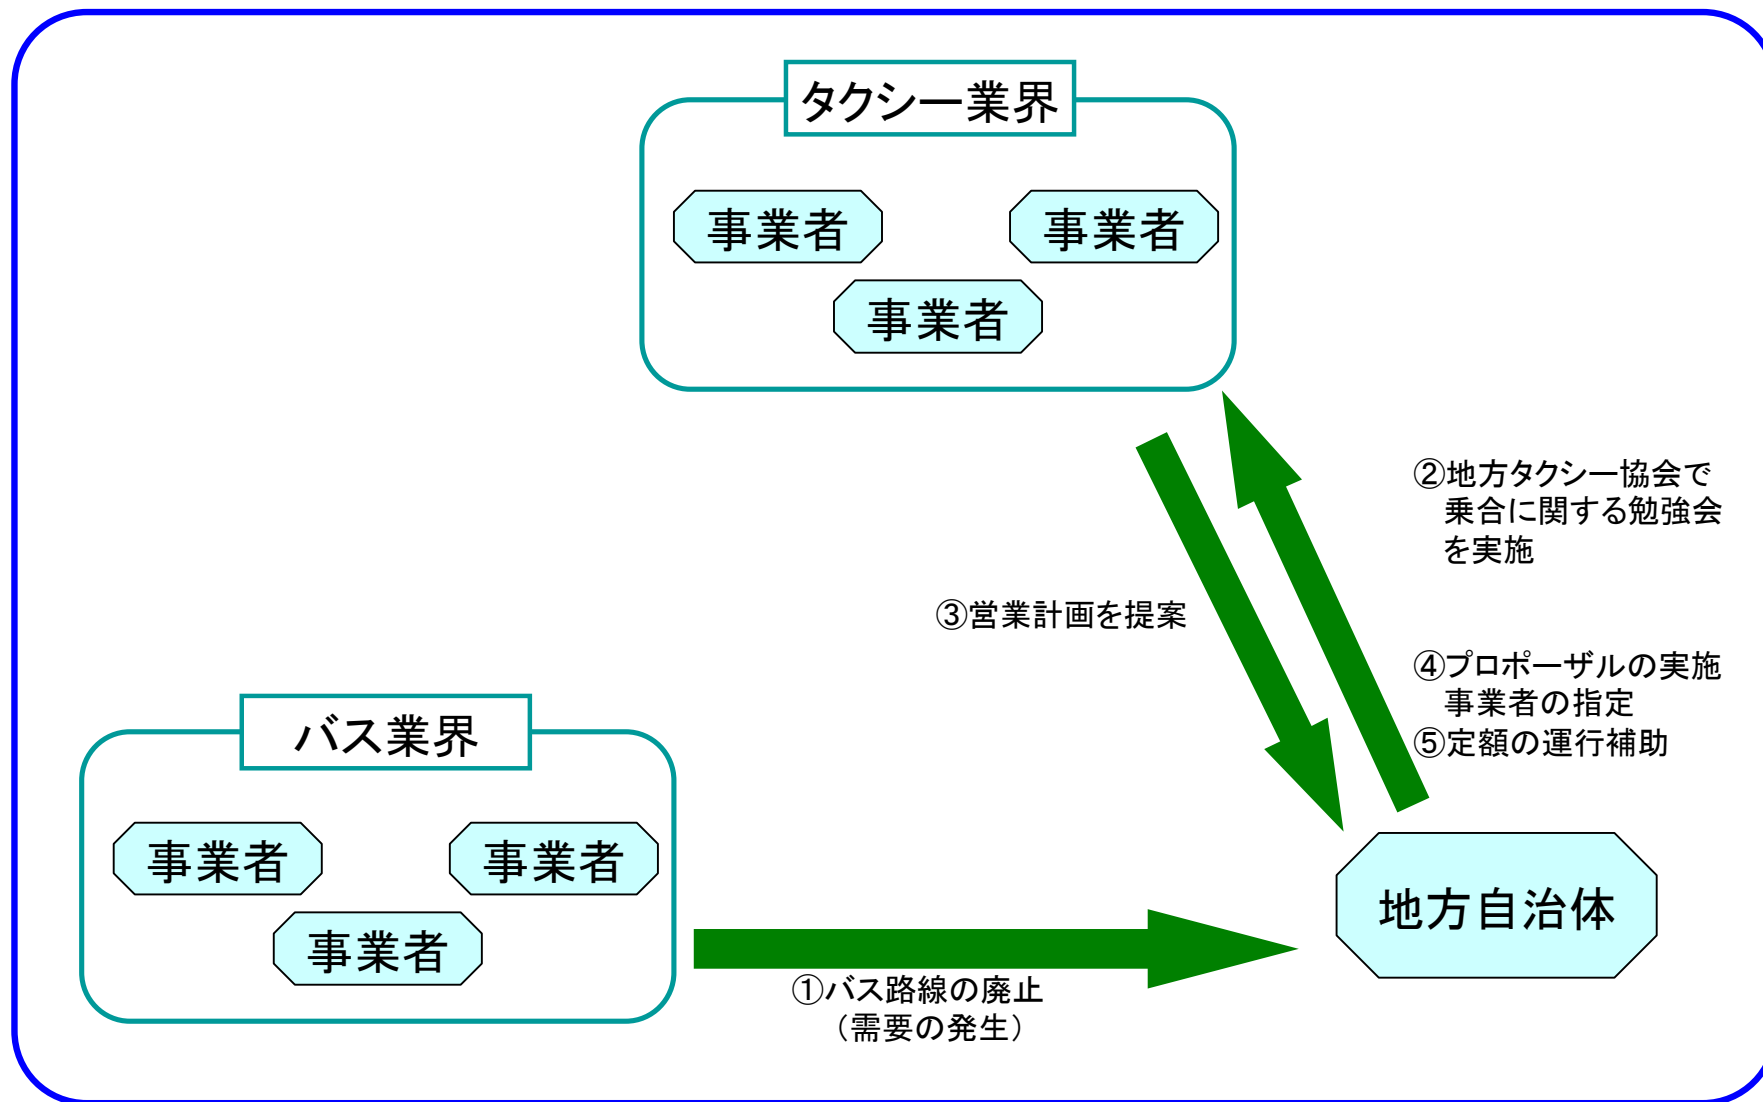 タクシー業界
事業者
事業者
事業者
②地方タクシー協会で
乗合に関する勉強会
を実施
③営業計画を提案
④プロポーザルの実施
事業者の指定
⑤定額の運行補助
バス業界
事業者
事業者
事業者
地方自治体
①バス路線の廃止
（需要の発生）